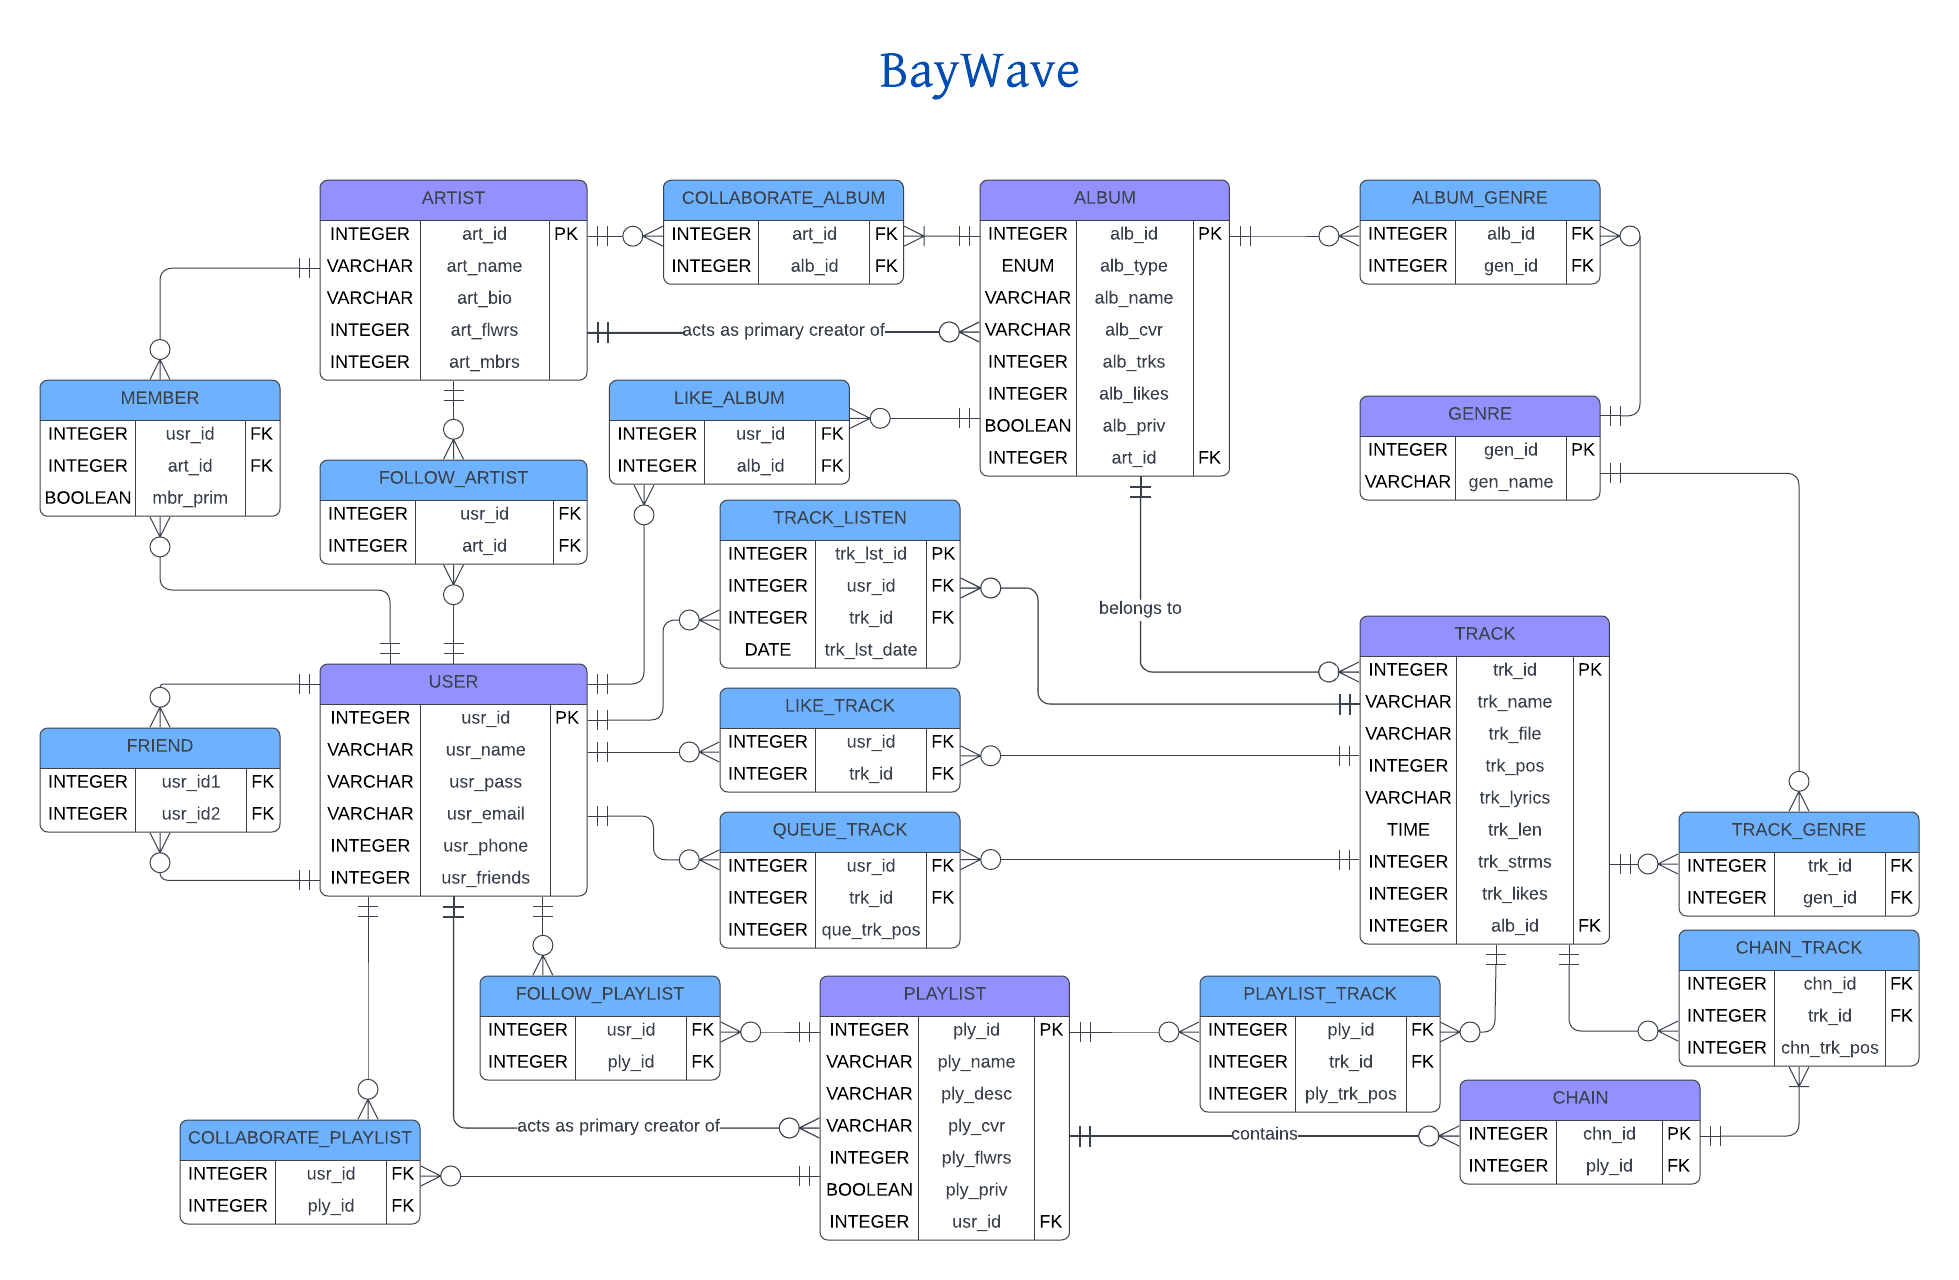 BayWave
ARTIST
INTEGER art_id PK
VARCHAR art_name
VARCHAR art_bio
INTEGER art_flwrs
INTEGER art_mbrs
COLLABORATE_ALBUM
INTEGER art_id FK
INTEGER alb_id FK
ALBUM
INTEGER alb_id PK
ENUM alb_type
VARCHAR alb_name
VARCHAR alb_cvr
INTEGER alb_trks
INTEGER alb_likes
BOOLEAN alb_priv
INTEGER art_id FK
ALBUM_GENRE
INTEGER alb_id FK
INTEGER gen_id FK
acts as primary creator of
MEMBER
INTEGER usr_id FK
INTEGER art_id FK
BOOLEAN mbr_prim
LIKE_ALBUM
INTEGER usr_id FK
INTEGER alb_id FK
GENRE
INTEGER gen_id PK
VARCHAR gen_name
FOLLOW_ARTIST
INTEGER usr_id FK
INTEGER art_id FK
TRACK_LISTEN
INTEGER trk_lst_id PK
INTEGER usr_id FK
INTEGER trk_id FK
DATE trk_lst_date
belongs to
TRACK
INTEGER trk_id PK
VARCHAR trk_name
VARCHAR trk_file
INTEGER trk_pos
VARCHAR trk_lyrics
TIME trk_len
INTEGER trk_strms
INTEGER trk_likes
INTEGER alb_id FK
USER
INTEGER usr_id PK
VARCHAR usr_name
VARCHAR usr_pass
VARCHAR usr_email
INTEGER usr_phone
INTEGER usr_friends
LIKE_TRACK
INTEGER usr_id FK
INTEGER trk_id FK
FRIEND
INTEGER usr_id1 FK
INTEGER usr_id2 FK
QUEUE_TRACK
INTEGER usr_id FK
INTEGER trk_id FK
INTEGER que_trk_pos
TRACK_GENRE
INTEGER trk_id FK
INTEGER gen_id FK
CHAIN_TRACK
INTEGER chn_id FK
INTEGER trk_id FK
INTEGER chn_trk_pos
FOLLOW_PLAYLIST
INTEGER usr_id FK
INTEGER ply_id FK
PLAYLIST
INTEGER ply_id PK
VARCHAR ply_name
VARCHAR ply_desc
VARCHAR ply_cvr
INTEGER ply_flwrs
BOOLEAN ply_priv
INTEGER usr_id FK
PLAYLIST_TRACK
INTEGER ply_id FK
INTEGER trk_id FK
INTEGER ply_trk_pos
CHAIN
INTEGER chn_id PK
INTEGER ply_id FK
acts as primary creator of
contains
COLLABORATE_PLAYLIST
INTEGER usr_id FK
INTEGER ply_id FK